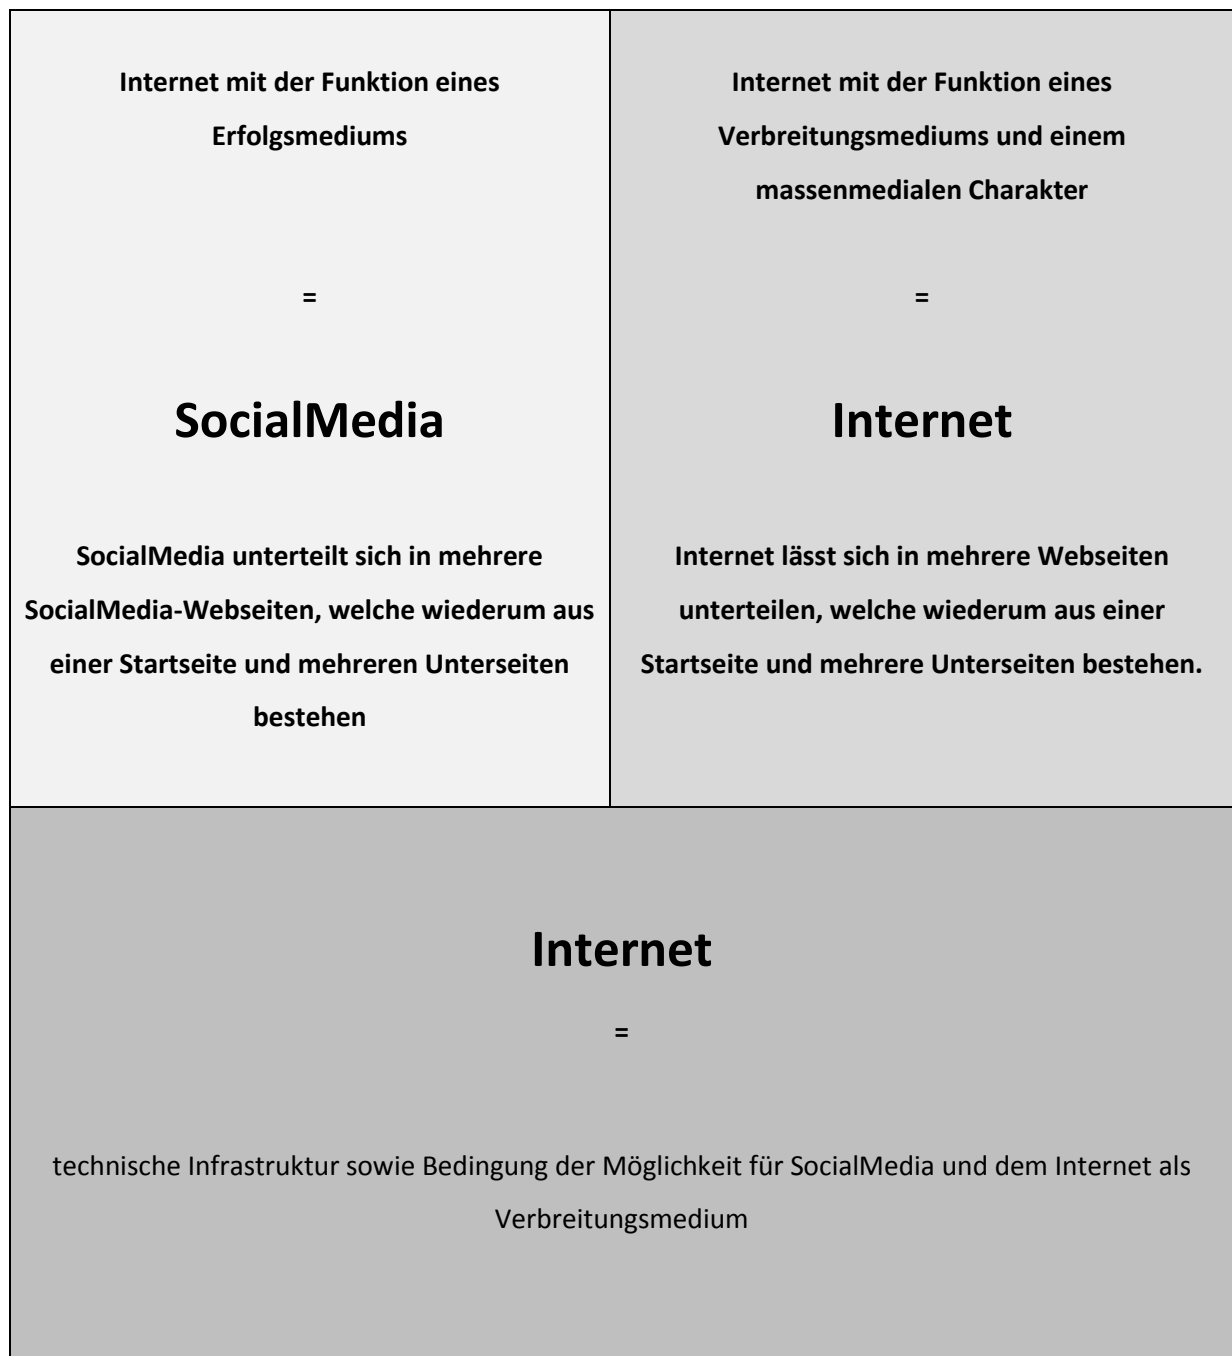 Internet mit der Funktion eines
Erfolgsmediums
=
SocialMedia
SocialMedia unterteilt sich in mehrere
SocialMedia-Webseiten, welche wiederum aus
einer Startseite und mehreren Unterseiten
bestehen
Internet mit der Funktion eines
Verbreitungsmediums und einem
massenmedialen Charakter
=
Internet
Internet lässt sich in mehrere Webseiten
unterteilen, welche wiederum aus einer
Startseite und mehrere Unterseiten bestehen.
Internet
=
technische Infrastruktur sowie Bedingung der Möglichkeit für SocialMedia und dem Internet als
Verbreitungsmedium